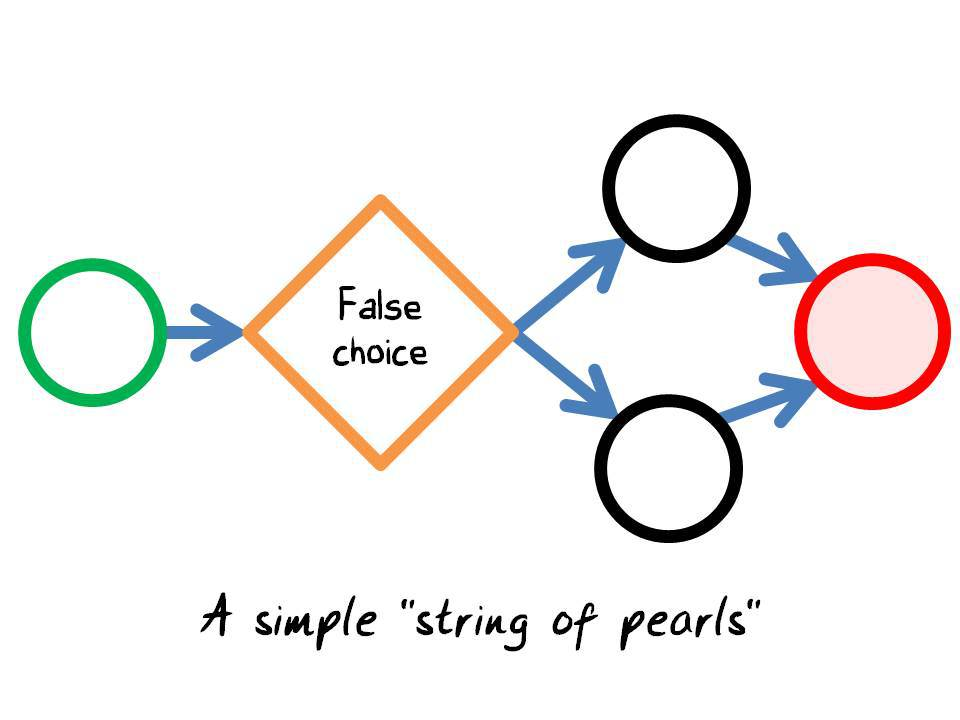 False
choice
A simple "string of pearls"